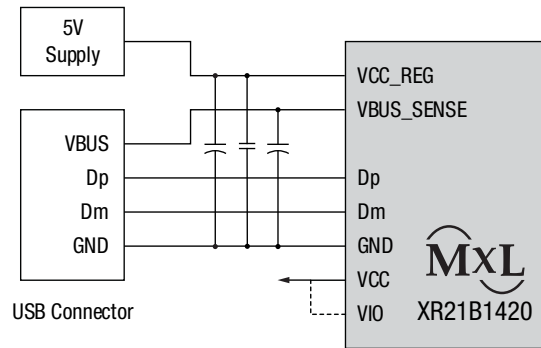 5V
Supply
VCC_REG
VBUS_SENSE
VBUS
Dp
Dp
Dm
Dm
GND
GND
VCC
VIO
MXL
XR21B1420
USB Connector